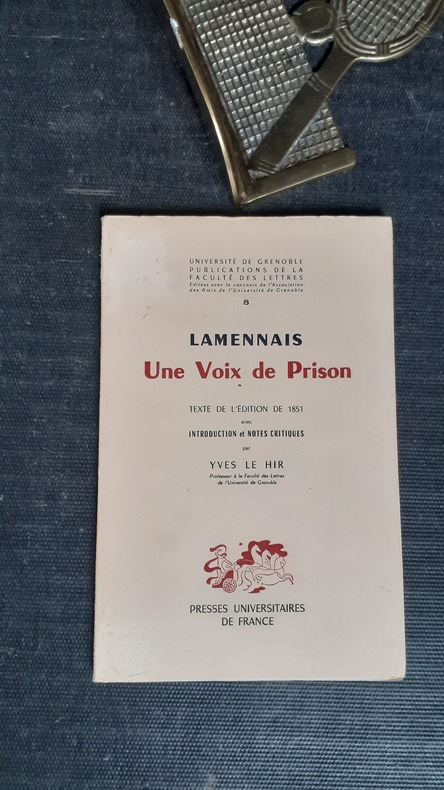 UNIVERSITÉ DE GRENOBLE
PUBLICATIONS DE LA
FACULTÉ DES LETTRES
Éditées avec le concours de l'Association
des Amis de l'Université de Grenoble
8
LAMENNAIS
Une Voix de Prison
TEXTE DE L'ÉDITION DE 1851
avec
INTRODUCTION et NOTES CRITIQUES
par
YVES LE HIR
Professeur à la Faculté des Lettres
de l'Université de Grenoble
PRESSES UNIVERSITAIRES
DE FRANCE